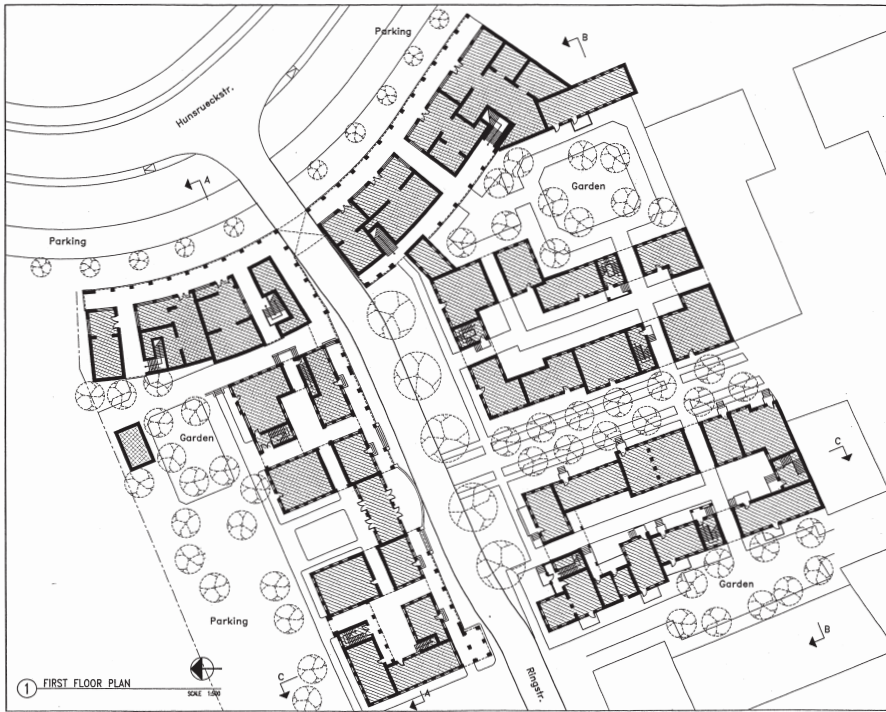 Parking
B
Hunsrueckstr.
A
Garden
Parking
Garden
C
Garden
Parking
B
C
A
Ringstr.
1 FIRST FLOOR PLAN
SCALE 1:500